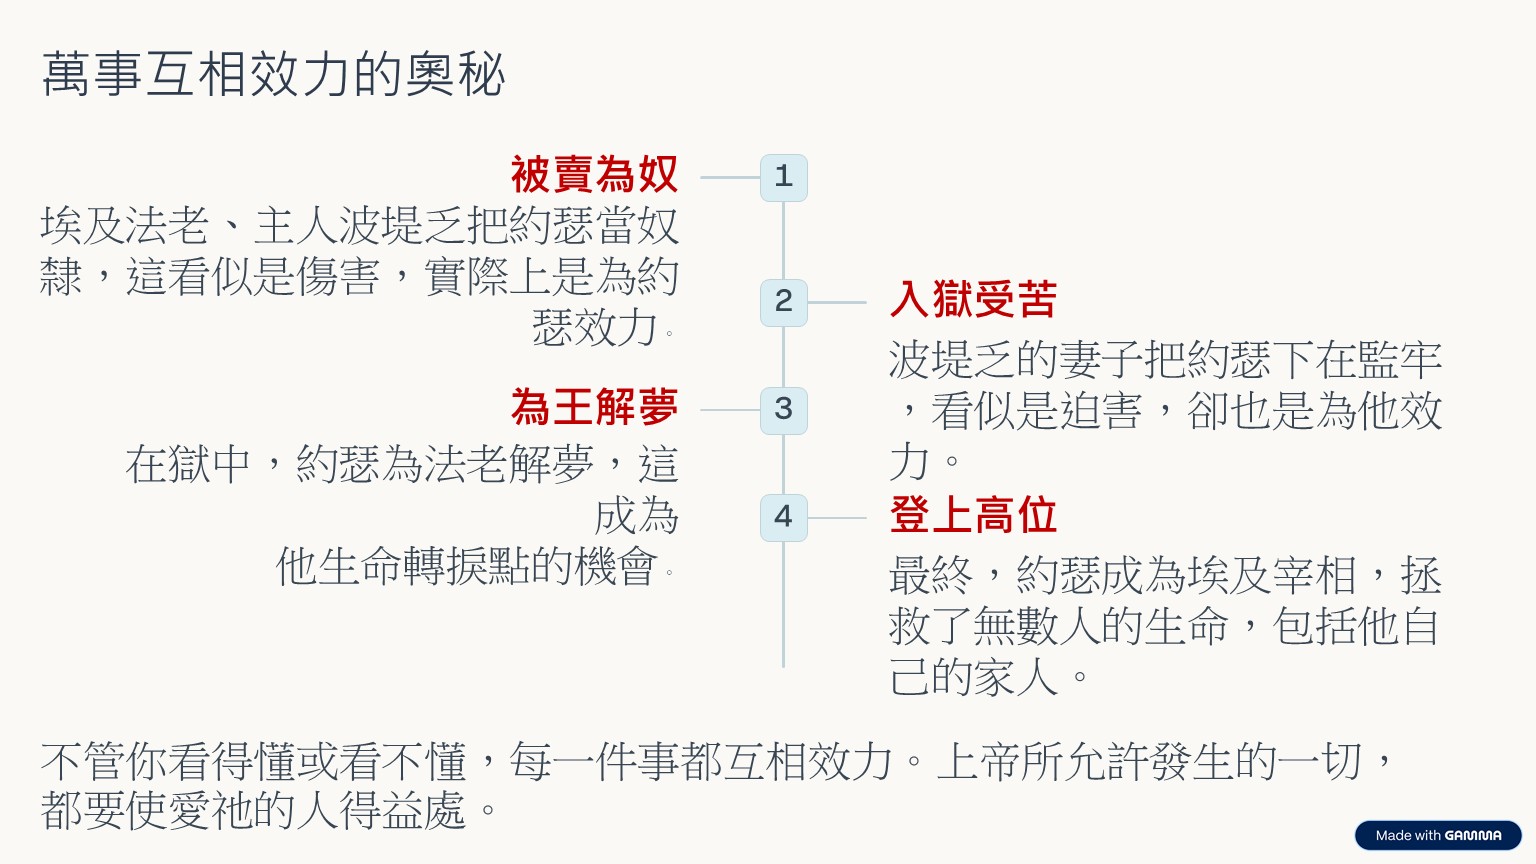 萬事互相效力的奧秘
1
被賣為奴
埃及法老、主人波堤乏把約瑟當奴
隸，這看似是傷害，實際上是為約
瑟效力。
2
入獄受苦
波堤乏的妻子把約瑟下在監牢
，看似是迫害，卻也是為他效
力。
3
為王解夢
在獄中，約瑟為法老解夢，這
成為
他生命轉捩點的機會。
4
登上高位
最終，約瑟成為埃及宰相，拯
救了無數人的生命，包括他自
己的家人。
不管你看得懂或看不懂，每一件事都互相效力。上帝所允許發生的一切，
都要使愛祂的人得益處。
Made with GAMMA